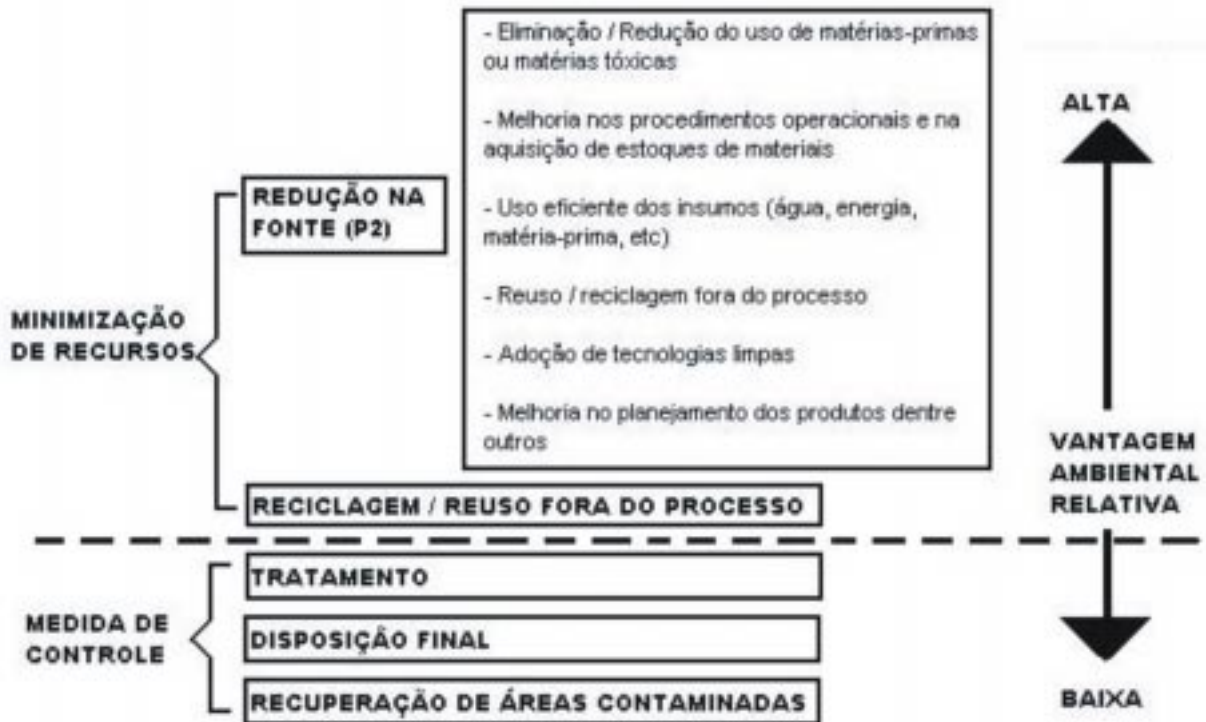 - Eliminação / Redução do uso de matérias-primas
ou matérias tóxicas
- Melhoria nos procedimentos operacionais e na
aquisição de estoques de materiais
- Uso eficiente dos insumos (água, energia,
matéria-prima, etc)
- Reuso / reciclagem fora do processo
- Adoção de tecnologias limpas
- Melhoria no planejamento dos produtos dentre
outros
REDUÇÃO NA
FONTE (P2)
MINIMIZAÇÃO
DE RECURSOS
RECICLAGEM / REUSO FORA DO PROCESSO
ALTA
VANTAGEM
AMBIENTAL
RELATIVA
BAIXA
MEDIDA DE
CONTROLE
TRATAMENTO
DISPOSIÇÃO FINAL
RECUPERAÇÃO DE ÁREAS CONTAMINADAS